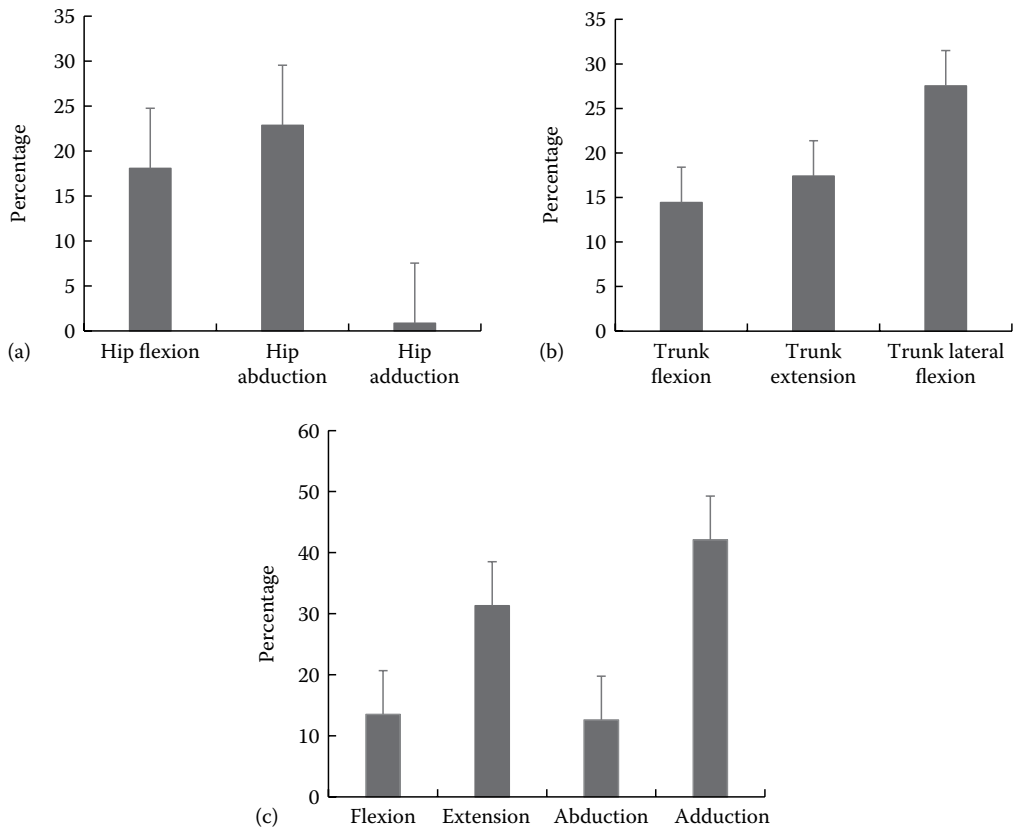 35
30
25
20
15
10
5
0
Percentage
Hip flexion
Hip
abduction
Hip
adduction
(a)
35
30
25
20
15
10
5
0
Percentage
Trunk
flexion
Trunk
extension
Trunk lateral
flexion
(b)
60
50
40
30
20
10
0
Percentage
Flexion Extension Abduction Adduction
(c)